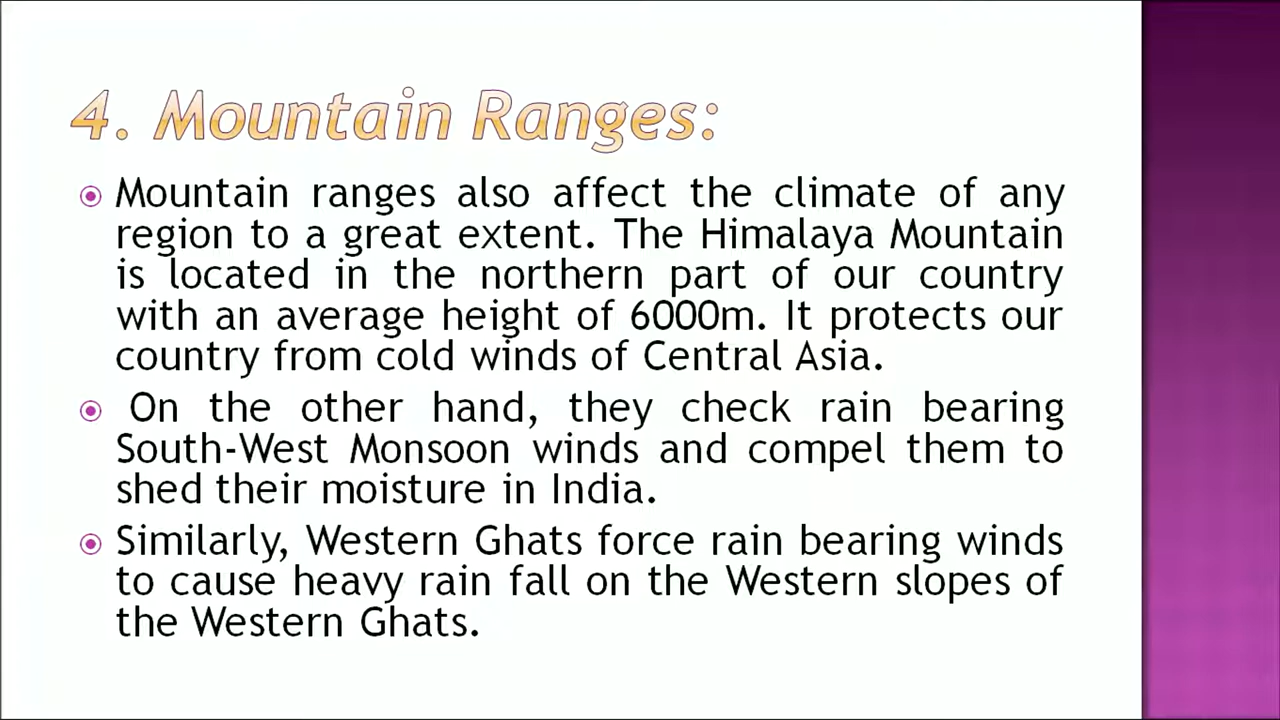 4. Mountain Ranges:
Mountain ranges also affect the climate of any
region to a great extent. The Himalaya Mountain
is located in the northern part of our country
with an average height of 6000m. It protects our
country from cold winds of Central Asia.
On the other hand, they check rain bearing
South-West Monsoon winds and compel them to
shed their moisture in India.
Similarly, Western Ghats force rain bearing winds
to cause heavy rain fall on the Western slopes of
the Western Ghats.